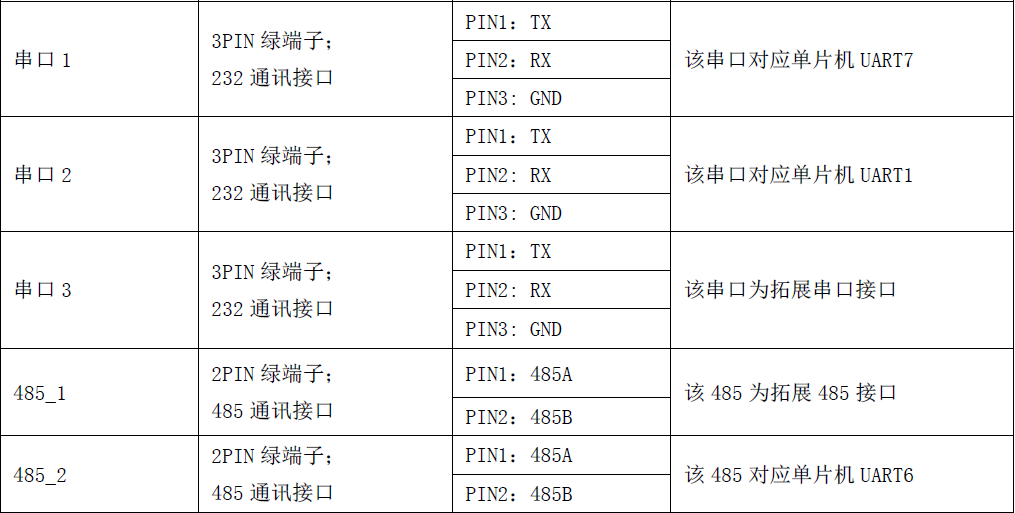 串口 1
3PIN 绿端子；
232 通讯接口
PIN1：TX
PIN2：RX
PIN3: GND
该串口对应单片机 UART7
串口 2
3PIN 绿端子；
232 通讯接口
PIN1：TX
PIN2: RX
PIN3: GND
该串口对应单片机 UART1
串口 3
3PIN 绿端子；
232 通讯接口
PIN1：TX
PIN2: RX
PIN3: GND
该串口为拓展串口接口
485_1
2PIN 绿端子；
485 通讯接口
PIN1：485A
PIN2：485B
该 485 为拓展 485 接口
485_2
2PIN 绿端子；
485 通讯接口
PIN1：485A
PIN2：485B
该 485 对应单片机 UART6